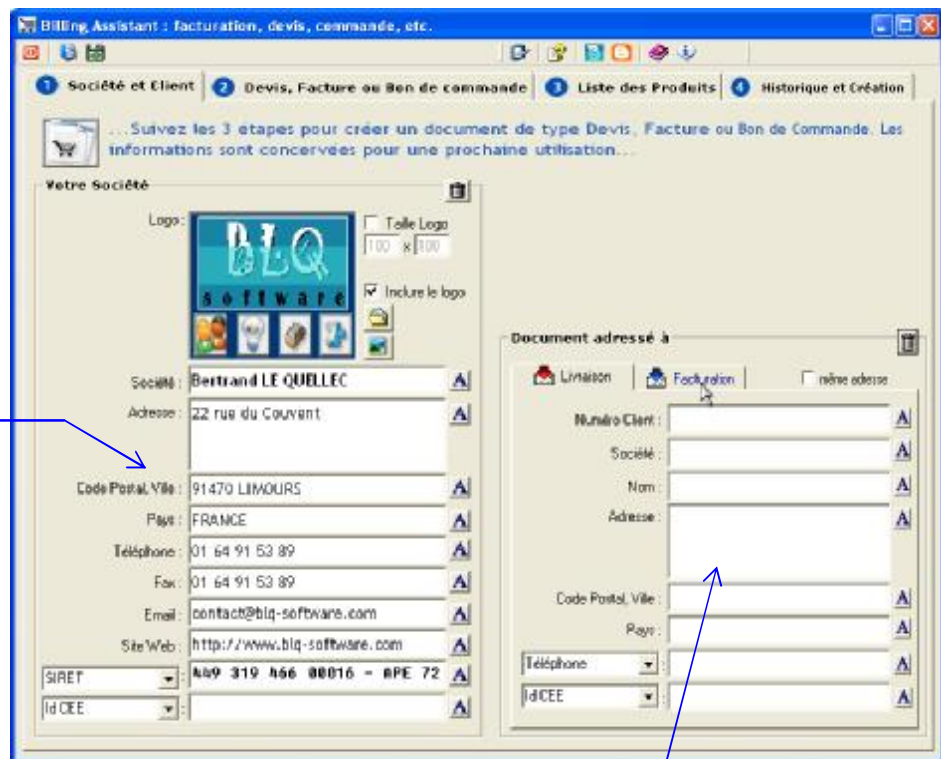 Billing Assistant : facturation, devis, commande, etc.
1 Société et Client 2 Devis, Facture ou Bon de commande 3 Liste des Produits 4 Historique et Création
...Suivez les 3 étapes pour créer un document de type Devis, Facture ou Bon de Commande. Les
informations sont concervées pour une prochaine utilisation...
Votre Société
Logo :
BLQ
software
Taille Logo
100 x 100
Inclure le logo
Société : Bertrand LE QUELLEC A
Adresse : 22 rue du Couvent A
Code Postal, Ville : 91470 LIMOURS A
Pays : FRANCE A
Téléphone : 01 64 91 53 89 A
Fax : 01 64 91 53 89 A
Email : contact@blq-software.com A
Site Web : http://www.blq-software.com A
SIRET : 449 319 466 00016 - APE 72 A
Id CEE : A
Document adressé à
Livraison Facturation même adresse
Numéro Client : A
Société : A
Nom : A
Adresse : A
Code Postal, Ville : A
Pays : A
Téléphone : A
Id CEE : A